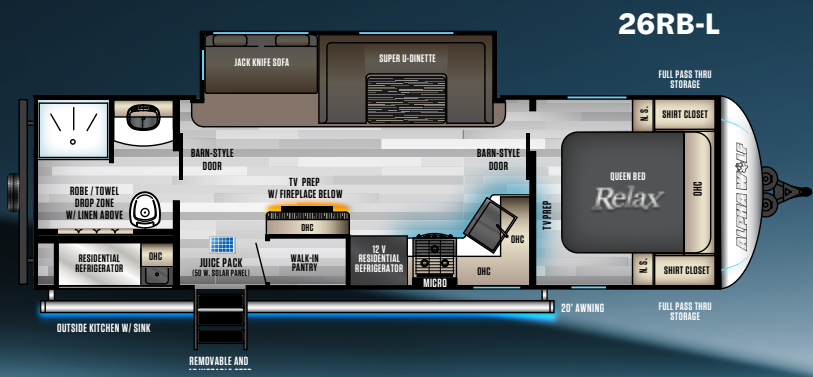 26RB-L
FULL PASS THRU
STORAGE
JACK KNIFE SOFA
SUPER U-DINETTE
N.S.
SHIRT CLOSET
BARN-STYLE
DOOR
BARN-STYLE
DOOR
TV PREP
W/ FIREPLACE BELOW
OHC
ROBE / TOWEL
DROP ZONE
W/ LINEN ABOVE
QUEEN BED
Relax
OHC
TV PREP
ALPHA WOLF
RESIDENTIAL
REFRIGERATOR
OHC
JUICE PACK
(50 W. SOLAR PANEL)
WALK-IN
PANTRY
12 V
RESIDENTIAL
REFRIGERATOR
MICRO
OHC
OHC
N.S.
SHIRT CLOSET
20' AWNING
FULL PASS THRU
STORAGE
OUTSIDE KITCHEN W/ SINK
REMOVABLE AND